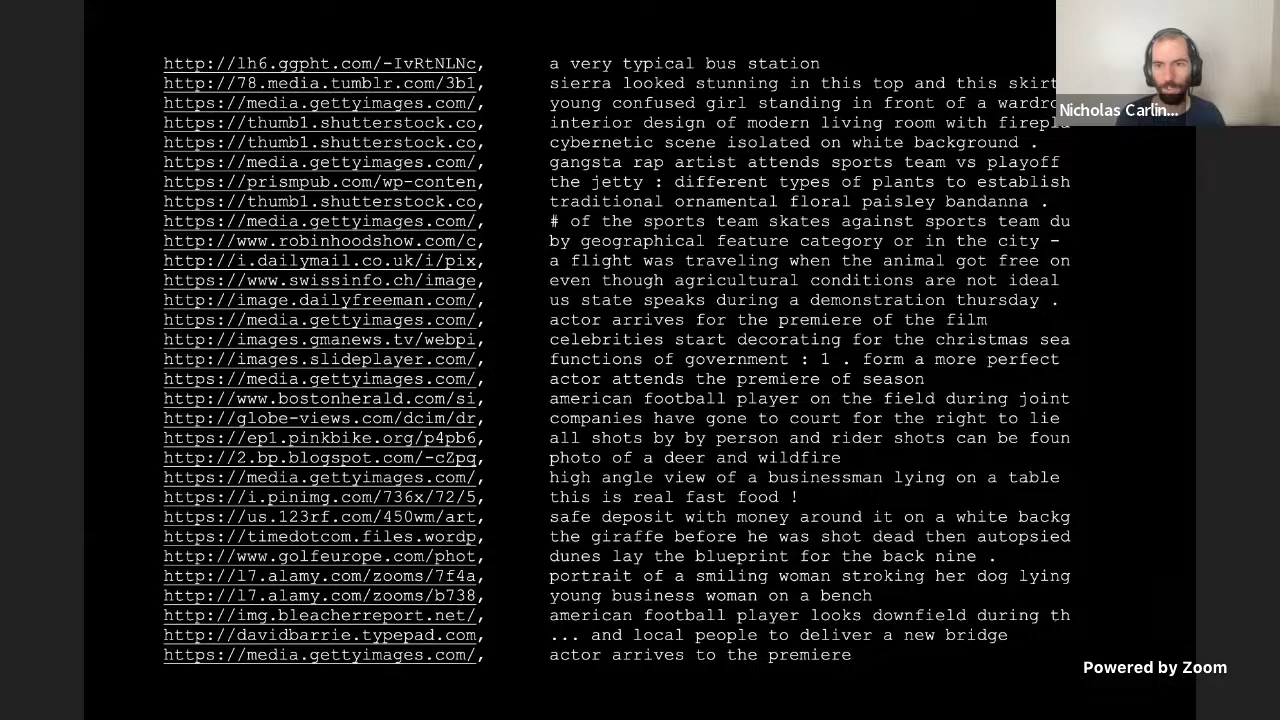 http://lh6.ggpht.com/-IvRtNLNc, a very typical bus station
http://78.media.tumblr.com/3b1, sierra looked stunning in this top and this skirt
https://media.gettyimages.com/, young confused girl standing in front of a wardro
https://thumb1.shutterstock.co, interior design of modern living room with firepla
https://thumb1.shutterstock.co, cybernetic scene isolated on white background .
https://media.gettyimages.com/, gangsta rap artist attends sports team vs playoff
https://prismpub.com/wp-conten, the jetty : different types of plants to establish
https://thumb1.shutterstock.co, traditional ornamental floral paisley bandanna .
https://media.gettyimages.com/, # of the sports team skates against sports team du
http://www.robinhoodshow.com/c, by geographical feature category or in the city -
http://i.dailymail.co.uk/i/pix, a flight was traveling when the animal got free on
https://www.swissinfo.ch/image, even though agricultural conditions are not ideal
http://image.dailyfreeman.com/, us state speaks during a demonstration thursday .
https://media.gettyimages.com/, actor arrives for the premiere of the film
http://images.gmanews.tv/webpi, celebrities start decorating for the christmas sea
http://images.slideplayer.com/, functions of government : 1 . form a more perfect
https://media.gettyimages.com/, actor attends the premiere of season
http://www.bostonherald.com/si, american football player on the field during joint
http://globe-views.com/dcim/dr, companies have gone to court for the right to lie
https://ep1.pinkbike.org/p4pb6, all shots by by person and rider shots can be foun
http://2.bp.blogspot.com/-cZpq, photo of a deer and wildfire
https://media.gettyimages.com/, high angle view of a businessman lying on a table
https://i.pinimg.com/736x/72/5, this is real fast food !
https://us.123rf.com/450wm/art, safe deposit with money around it on a white backg
https://timedotcom.files.wordp, the giraffe before he was shot dead then autopsied
http://www.golfeurope.com/phot, dunes lay the blueprint for the back nine .
http://l7.alamy.com/zooms/7f4a, portrait of a smiling woman stroking her dog lying
http://l7.alamy.com/zooms/b738, young business woman on a bench
http://img.bleacherreport.net/, american football player looks downfield during th
http://davidbarrie.typepad.com, ... and local people to deliver a new bridge
https://media.gettyimages.com/, actor arrives to the premiere
Nicholas Carlin...
Powered by Zoom